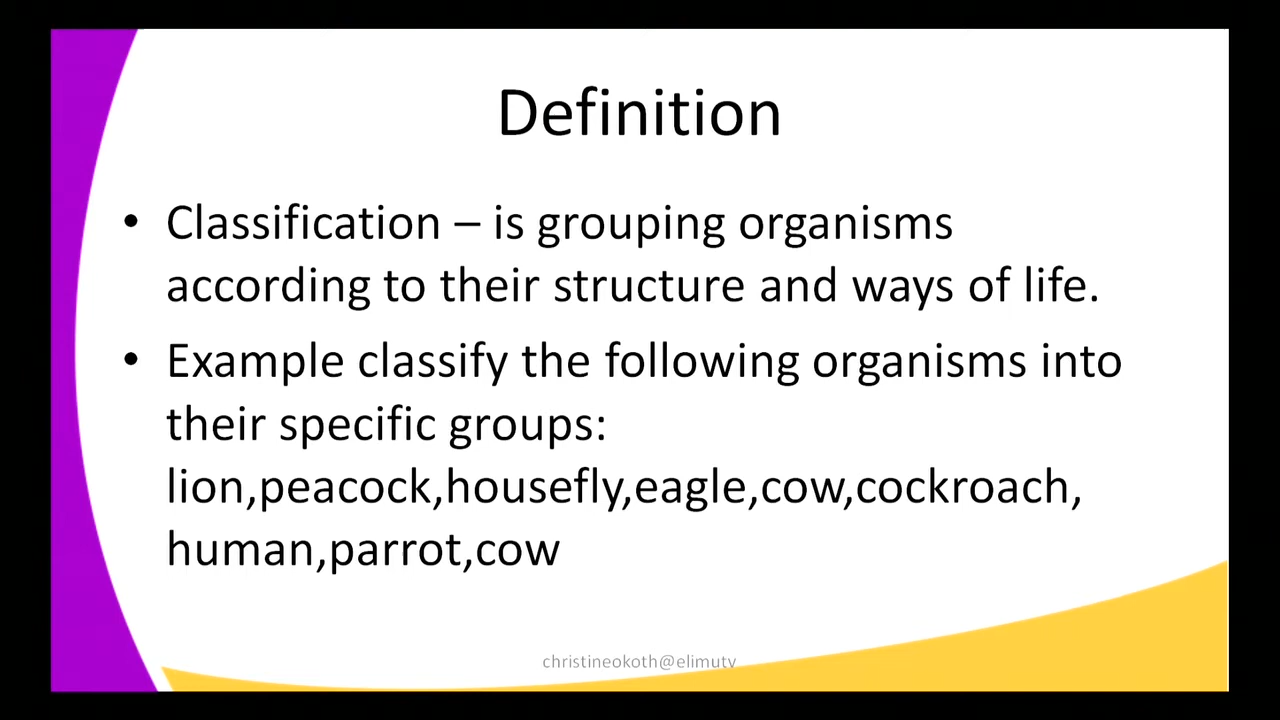 Definition
• Classification – is grouping organisms
according to their structure and ways of life.
• Example classify the following organisms into
their specific groups:
lion,peacock,housefly,eagle,cow,cockroach,
human,parrot,cow
christineokoth@elimutv